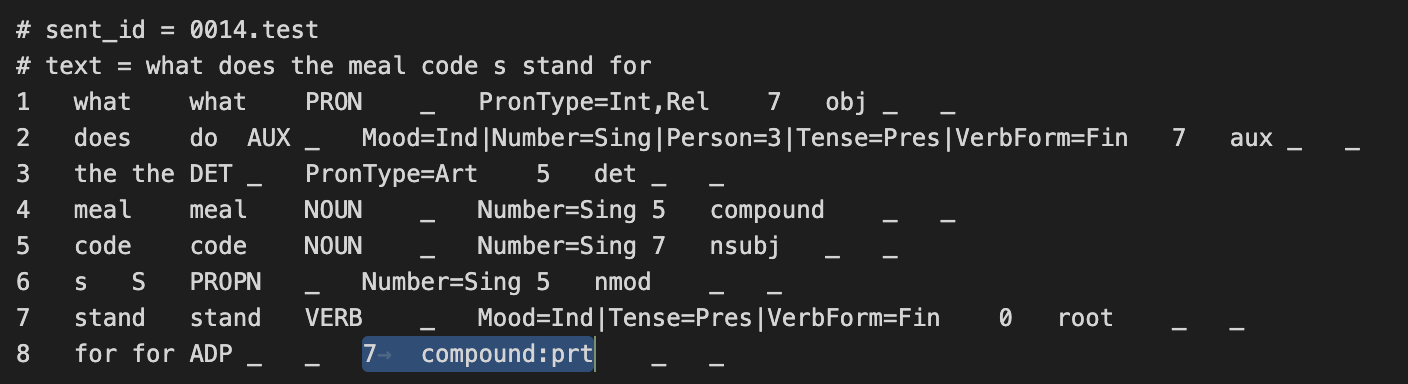 # sent_id = 0014.test
# text = what does the meal code s stand for
1 what what PRON _ PronType=Int,Rel 7 obj _ _
2 does do AUX _ Mood=Ind|Number=Sing|Person=3|Tense=Pres|VerbForm=Fin 7 aux _ _
3 the the DET _ PronType=Art 5 det _ _
4 meal meal NOUN _ Number=Sing 5 compound _ _
5 code code NOUN _ Number=Sing 7 nsubj _ _
6 s S PROPN _ Number=Sing 5 nmod _ _
7 stand stand VERB _ Mood=Ind|Tense=Pres|VerbForm=Fin 0 root _ _
8 for for ADP _ _ 7→ compound:prt _ _